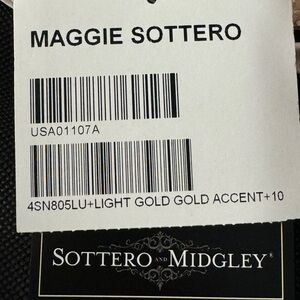 MAGGIE SOTTERO
USA01107A
4SN805LU+LIGHT GOLD GOLD ACCENT+10
SOTTERO AND MIDGLEY®